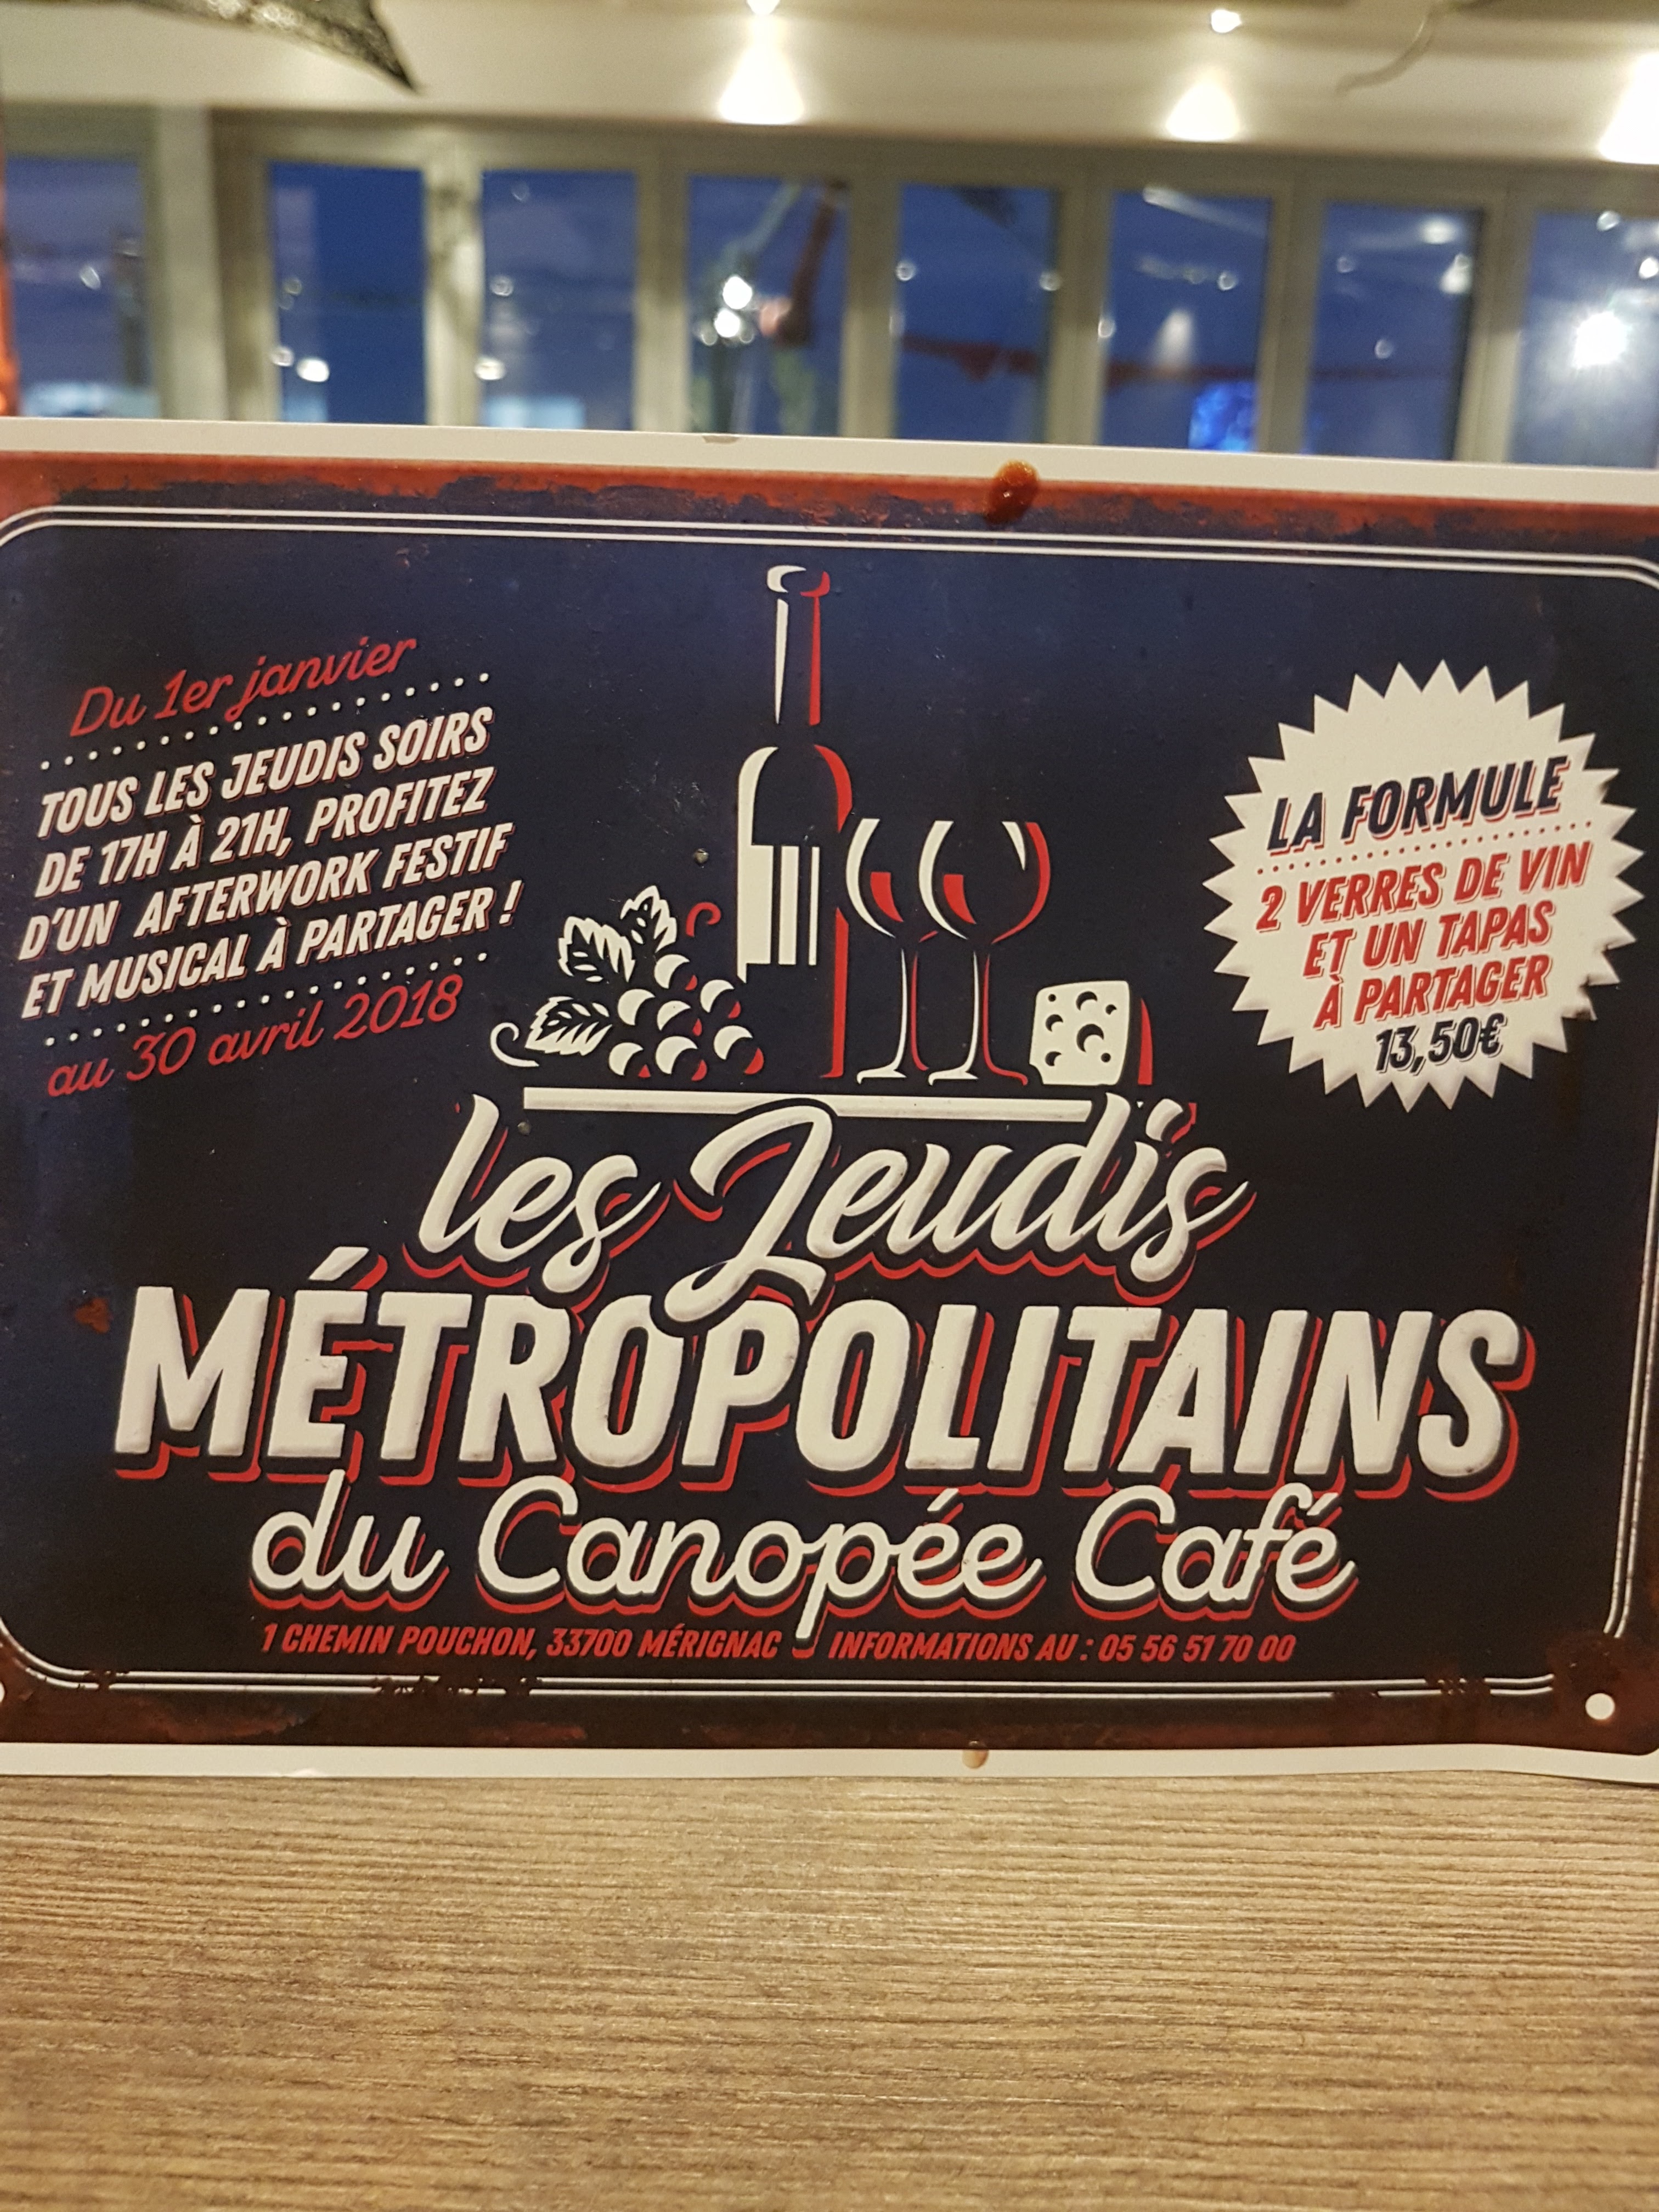 Du 1er janvier
TOUS LES JEUDIS SOIRS
DE 17H À 21H, PROFITEZ
D'UN AFTERWORK FESTIF
ET MUSICAL À PARTAGER !
au 30 avril 2018
LA FORMULE
2 VERRES DE VIN
ET UN TAPAS
À PARTAGER
13,50€
les Jeudis
MÉTROPOLITAINS
du Canopée Café
1 CHEMIN POUCHON, 33700 MÉRIGNAC INFORMATIONS AU : 05 56 51 70 00